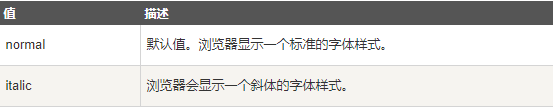 值 描述
normal 默认值。浏览器显示一个标准的字体样式。
italic 浏览器会显示一个斜体的字体样式。